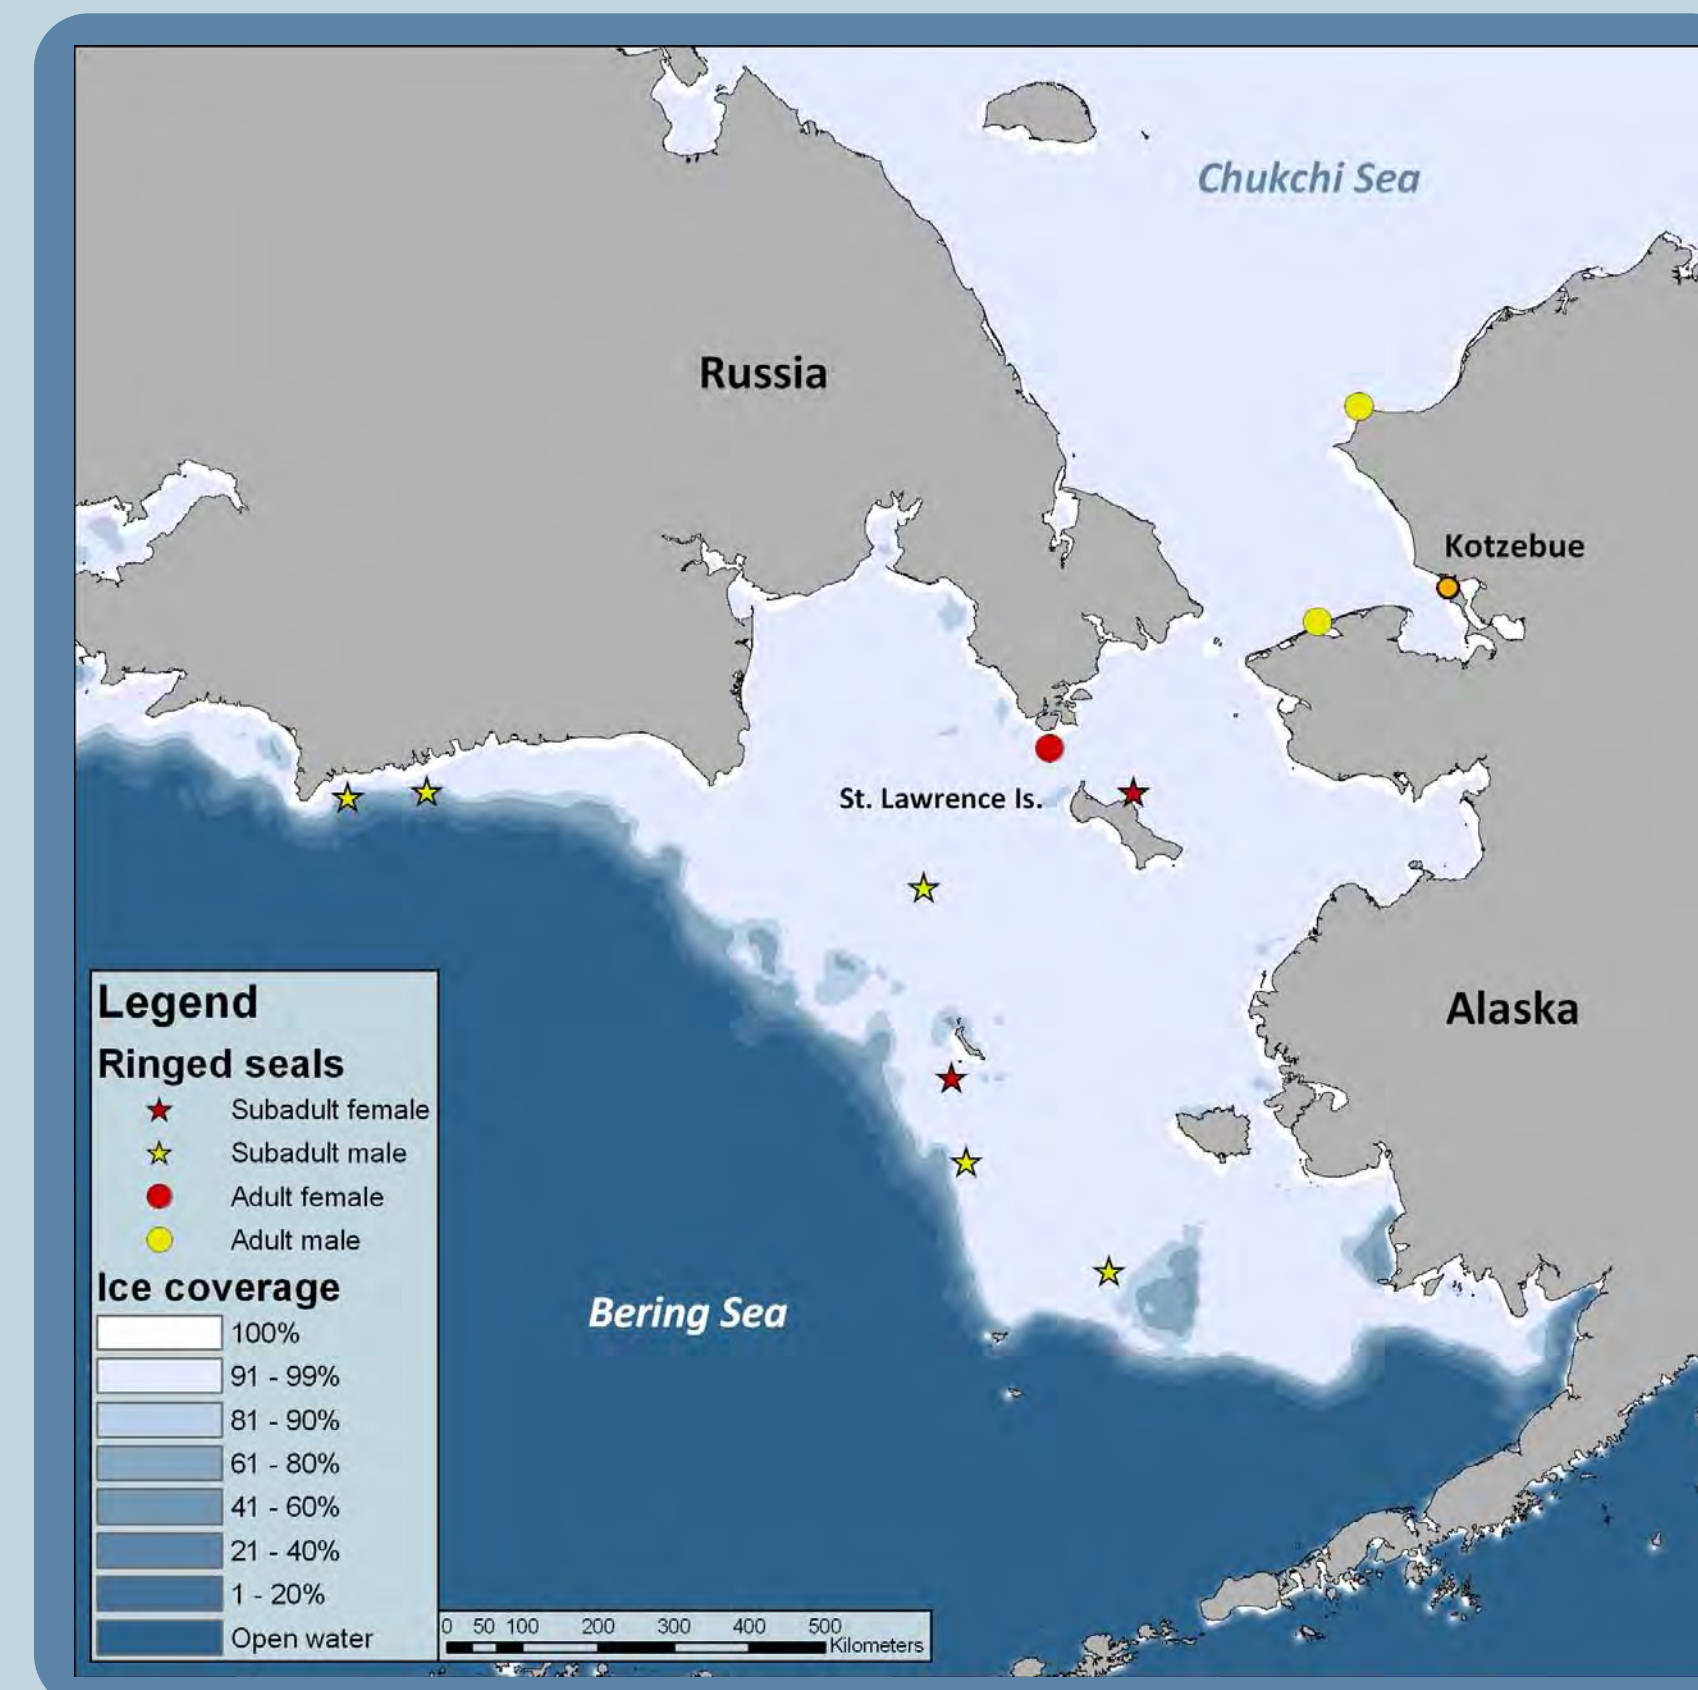 Chukchi Sea
Russia
Kotzebue
St. Lawrence Is.
Alaska
Bering Sea
Legend
Ringed seals
Subadult female
Subadult male
Adult female
Adult male
Ice coverage
100%
91 - 99%
81 - 90%
61 - 80%
41 - 60%
21 - 40%
1 - 20%
Open water
0 50 100 200 300 400 500
Kilometers